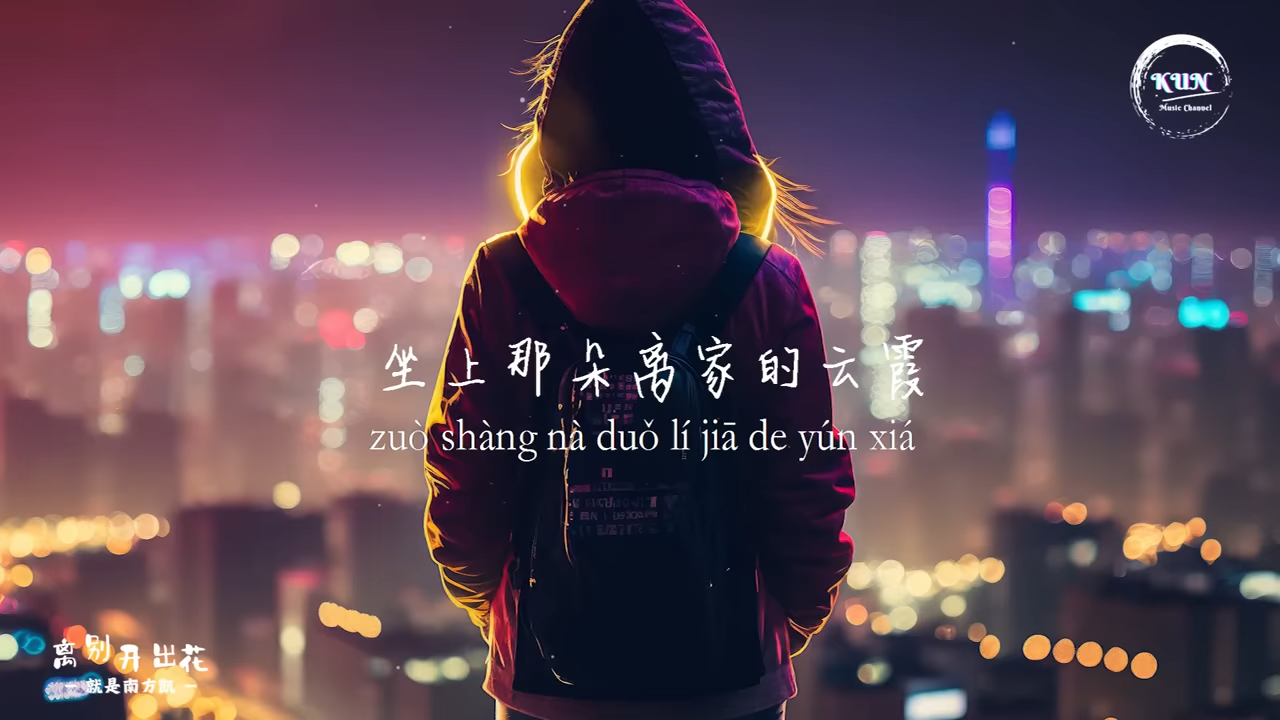 KUN
Music Channel
坐上那朵离家的云霞
zuò shàng nà duǒ lí jiā de yún xiá
离别开出花
— 就是南方凯 —